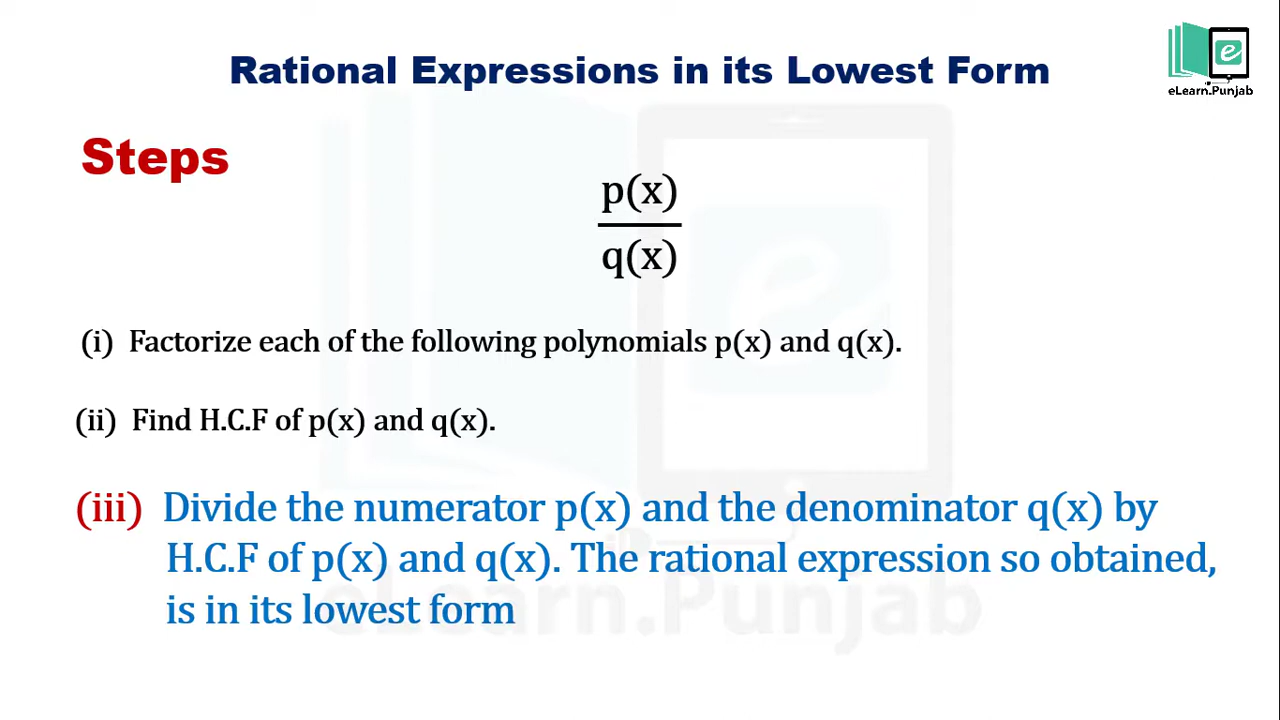 Rational Expressions in its Lowest Form
eLearn.Punjab
Steps
p(x)
q(x)
(i) Factorize each of the following polynomials p(x) and q(x).
(ii) Find H.C.F of p(x) and q(x).
(iii) Divide the numerator p(x) and the denominator q(x) by
H.C.F of p(x) and q(x). The rational expression so obtained,
is in its lowest form
eLearn.Punjab